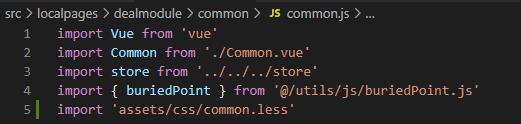 src > localpages > dealmodule > common > JS common.js > ...
1 import Vue from 'vue'
2 import Common from './Common.vue'
3 import store from '../../../store'
4 import { buriedPoint } from '@/utils/js/buriedPoint.js'
5 import 'assets/css/common.less'